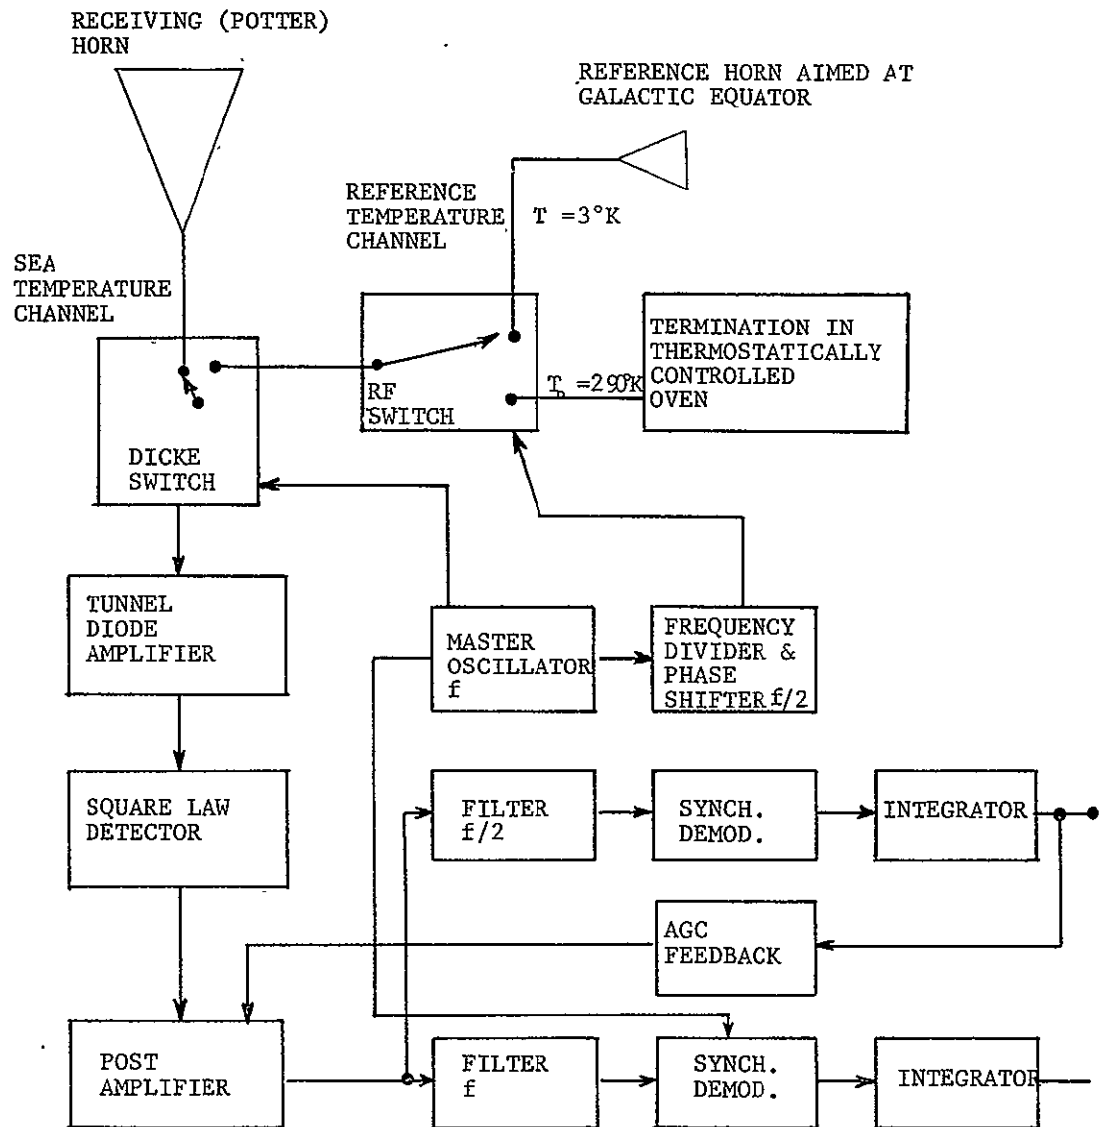 RECEIVING (POTTER)
HORN
REFERENCE HORN AIMED AT
GALACTIC EQUATOR
REFERENCE
TEMPERATURE
CHANNEL
T =3°K
SEA
TEMPERATURE
CHANNEL
RF
SWITCH
T₀ =290°K
TERMINATION IN
THERMOSTATICALLY
CONTROLLED
OVEN
DICKE
SWITCH
TUNNEL
DIODE
AMPLIFIER
MASTER
OSCILLATOR
f
FREQUENCY
DIVIDER &
PHASE
SHIFTER f/2
SQUARE LAW
DETECTOR
FILTER
f/2
SYNCH.
DEMOD.
INTEGRATOR
AGC
FEEDBACK
POST
AMPLIFIER
FILTER
f
SYNCH.
DEMOD.
INTEGRATOR